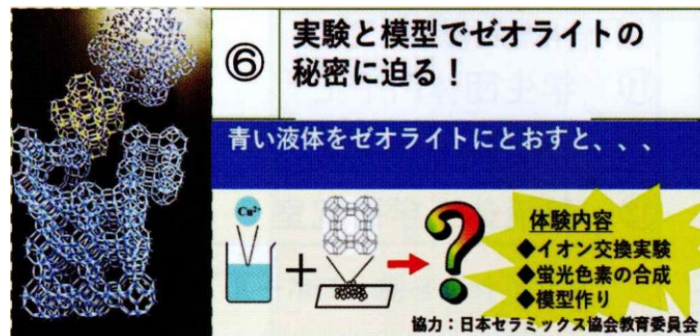 ⑥
実験と模型でゼオライトの
秘密に迫る！
青い液体をゼオライトにとおすと、、、
Cu²⁺
+
?
体験内容
◆イオン交換実験
◆蛍光色素の合成
◆模型作り
協力：日本セラミックス協会教育委員会